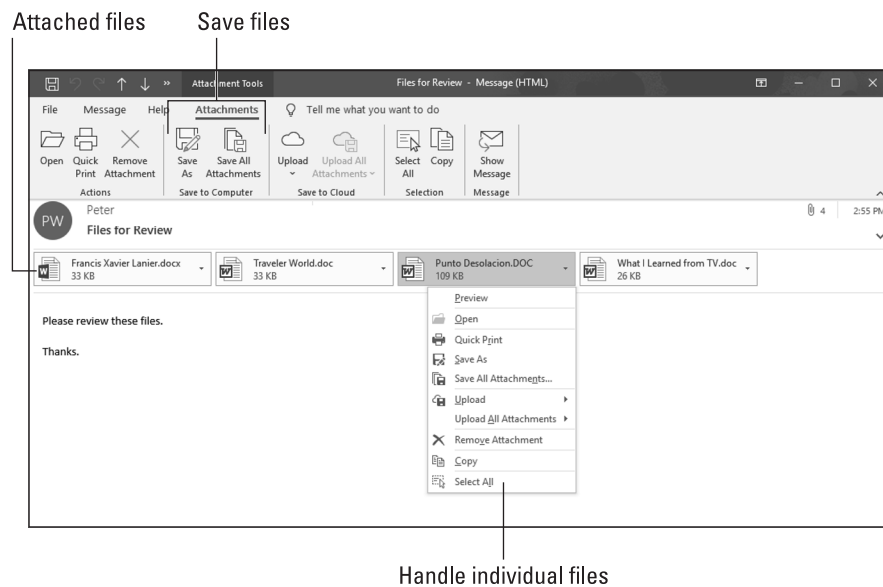 Attached files
Save files
Attachment Tools
Files for Review - Message (HTML)
File Message Help Attachments Tell me what you want to do
Open Quick Print Remove Attachment Save As Save All Attachments Upload Upload All Attachments Select All Copy Show Message
Actions Save to Computer Save to Cloud Selection Message
PW
Peter
4 2:55 PM
Files for Review
Francis Xavier Lanier.docx
33 KB
Traveler World.doc
33 KB
Punto Desolacion.DOC
109 KB
What I Learned from TV.doc
26 KB
Please review these files.
Thanks.
Preview
Open
Quick Print
Save As
Save All Attachments...
Upload
Upload All Attachments
Remove Attachment
Copy
Select All
Handle individual files